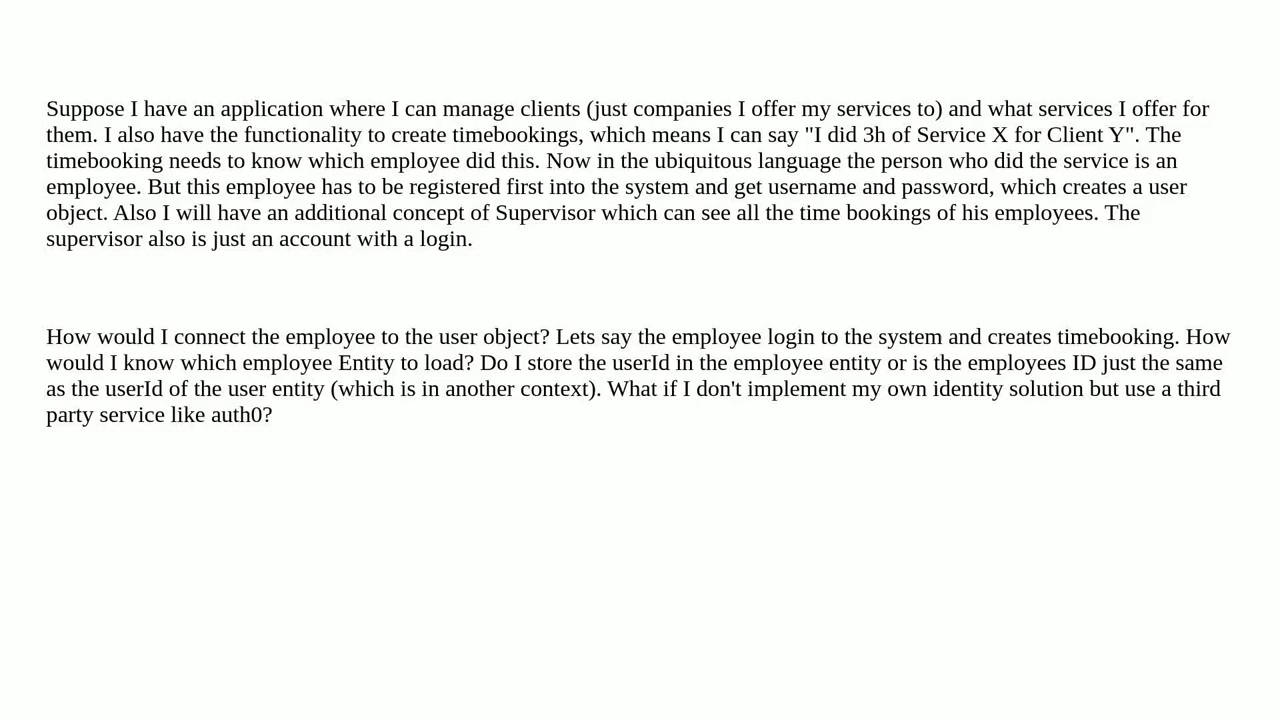 Suppose I have an application where I can manage clients (just companies I offer my services to) and what services I offer for
them. I also have the functionality to create timebookings, which means I can say "I did 3h of Service X for Client Y". The
timebooking needs to know which employee did this. Now in the ubiquitous language the person who did the service is an
employee. But this employee has to be registered first into the system and get username and password, which creates a user
object. Also I will have an additional concept of Supervisor which can see all the time bookings of his employees. The
supervisor also is just an account with a login.
How would I connect the employee to the user object? Lets say the employee login to the system and creates timebooking. How
would I know which employee Entity to load? Do I store the userId in the employee entity or is the employees ID just the same
as the userId of the user entity (which is in another context). What if I don't implement my own identity solution but use a third
party service like auth0?